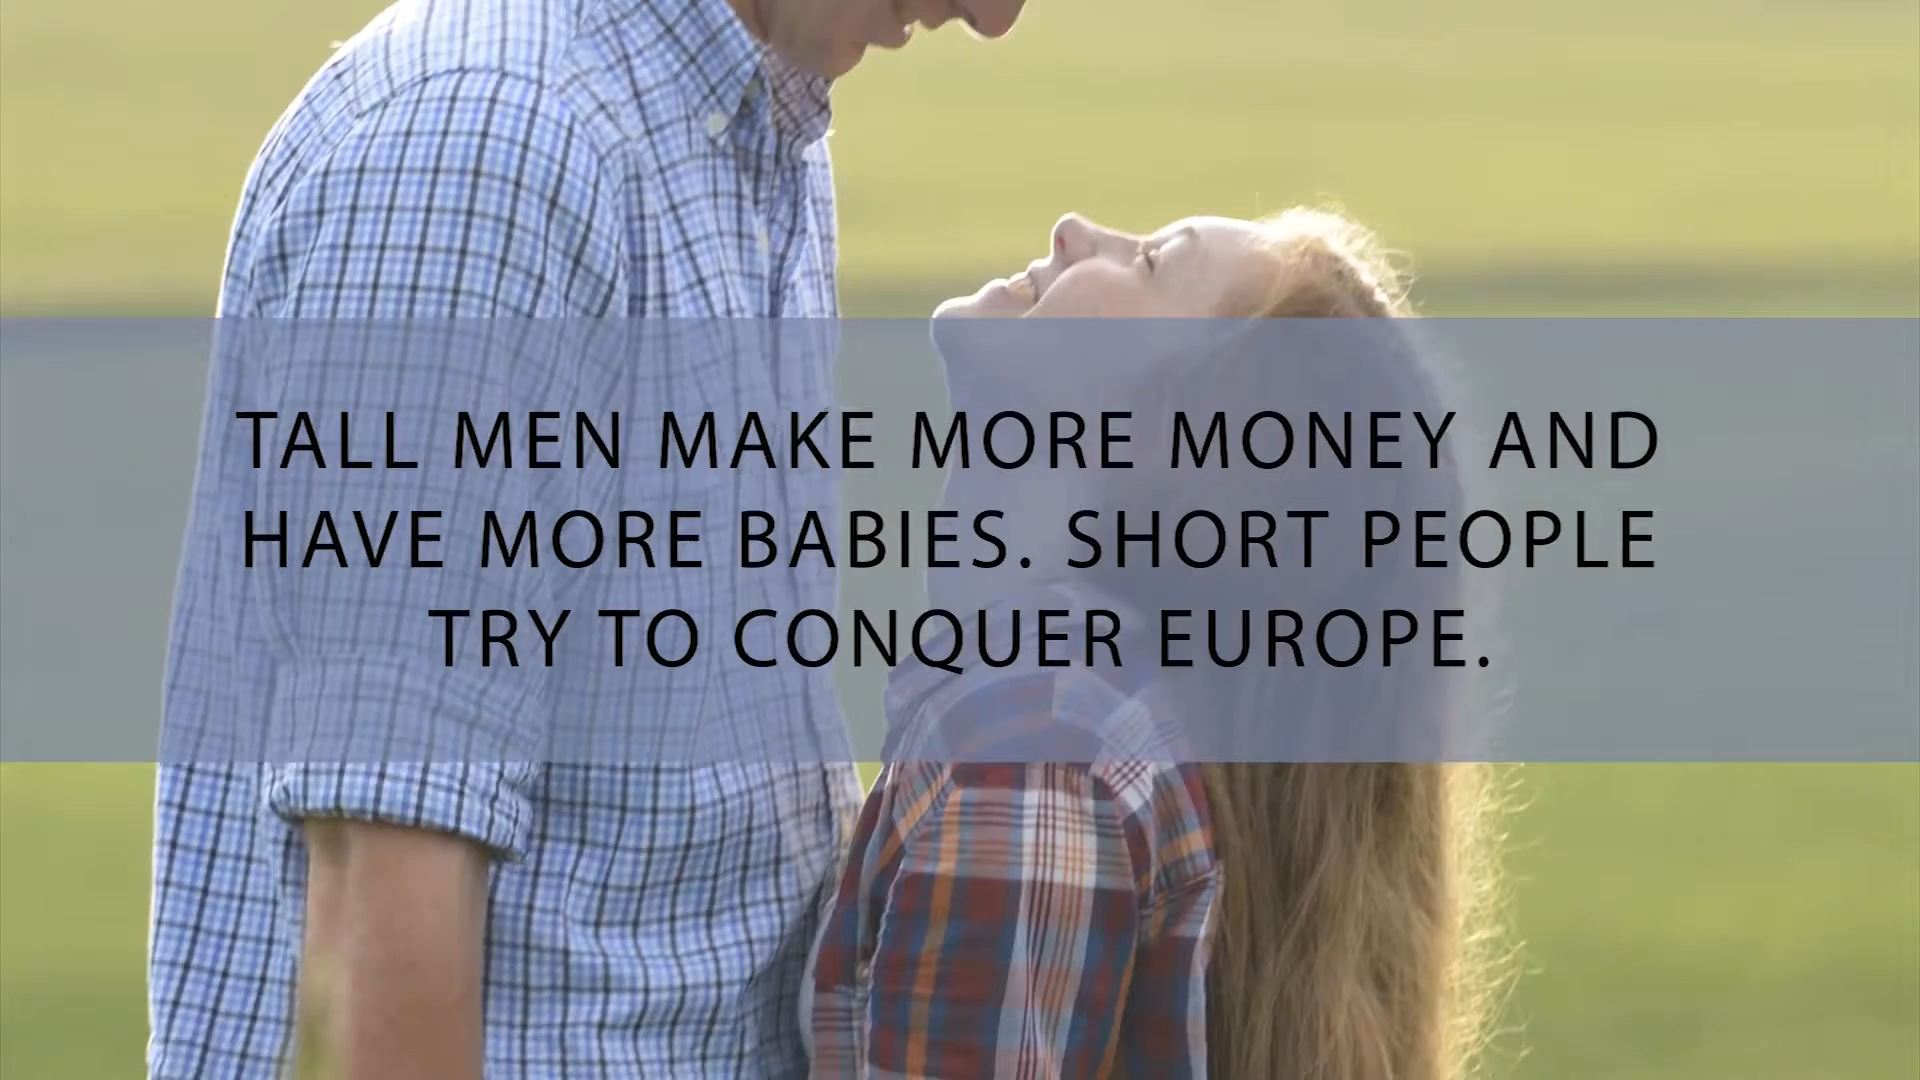 TALL MEN MAKE MORE MONEY AND
HAVE MORE BABIES. SHORT PEOPLE
TRY TO CONQUER EUROPE.